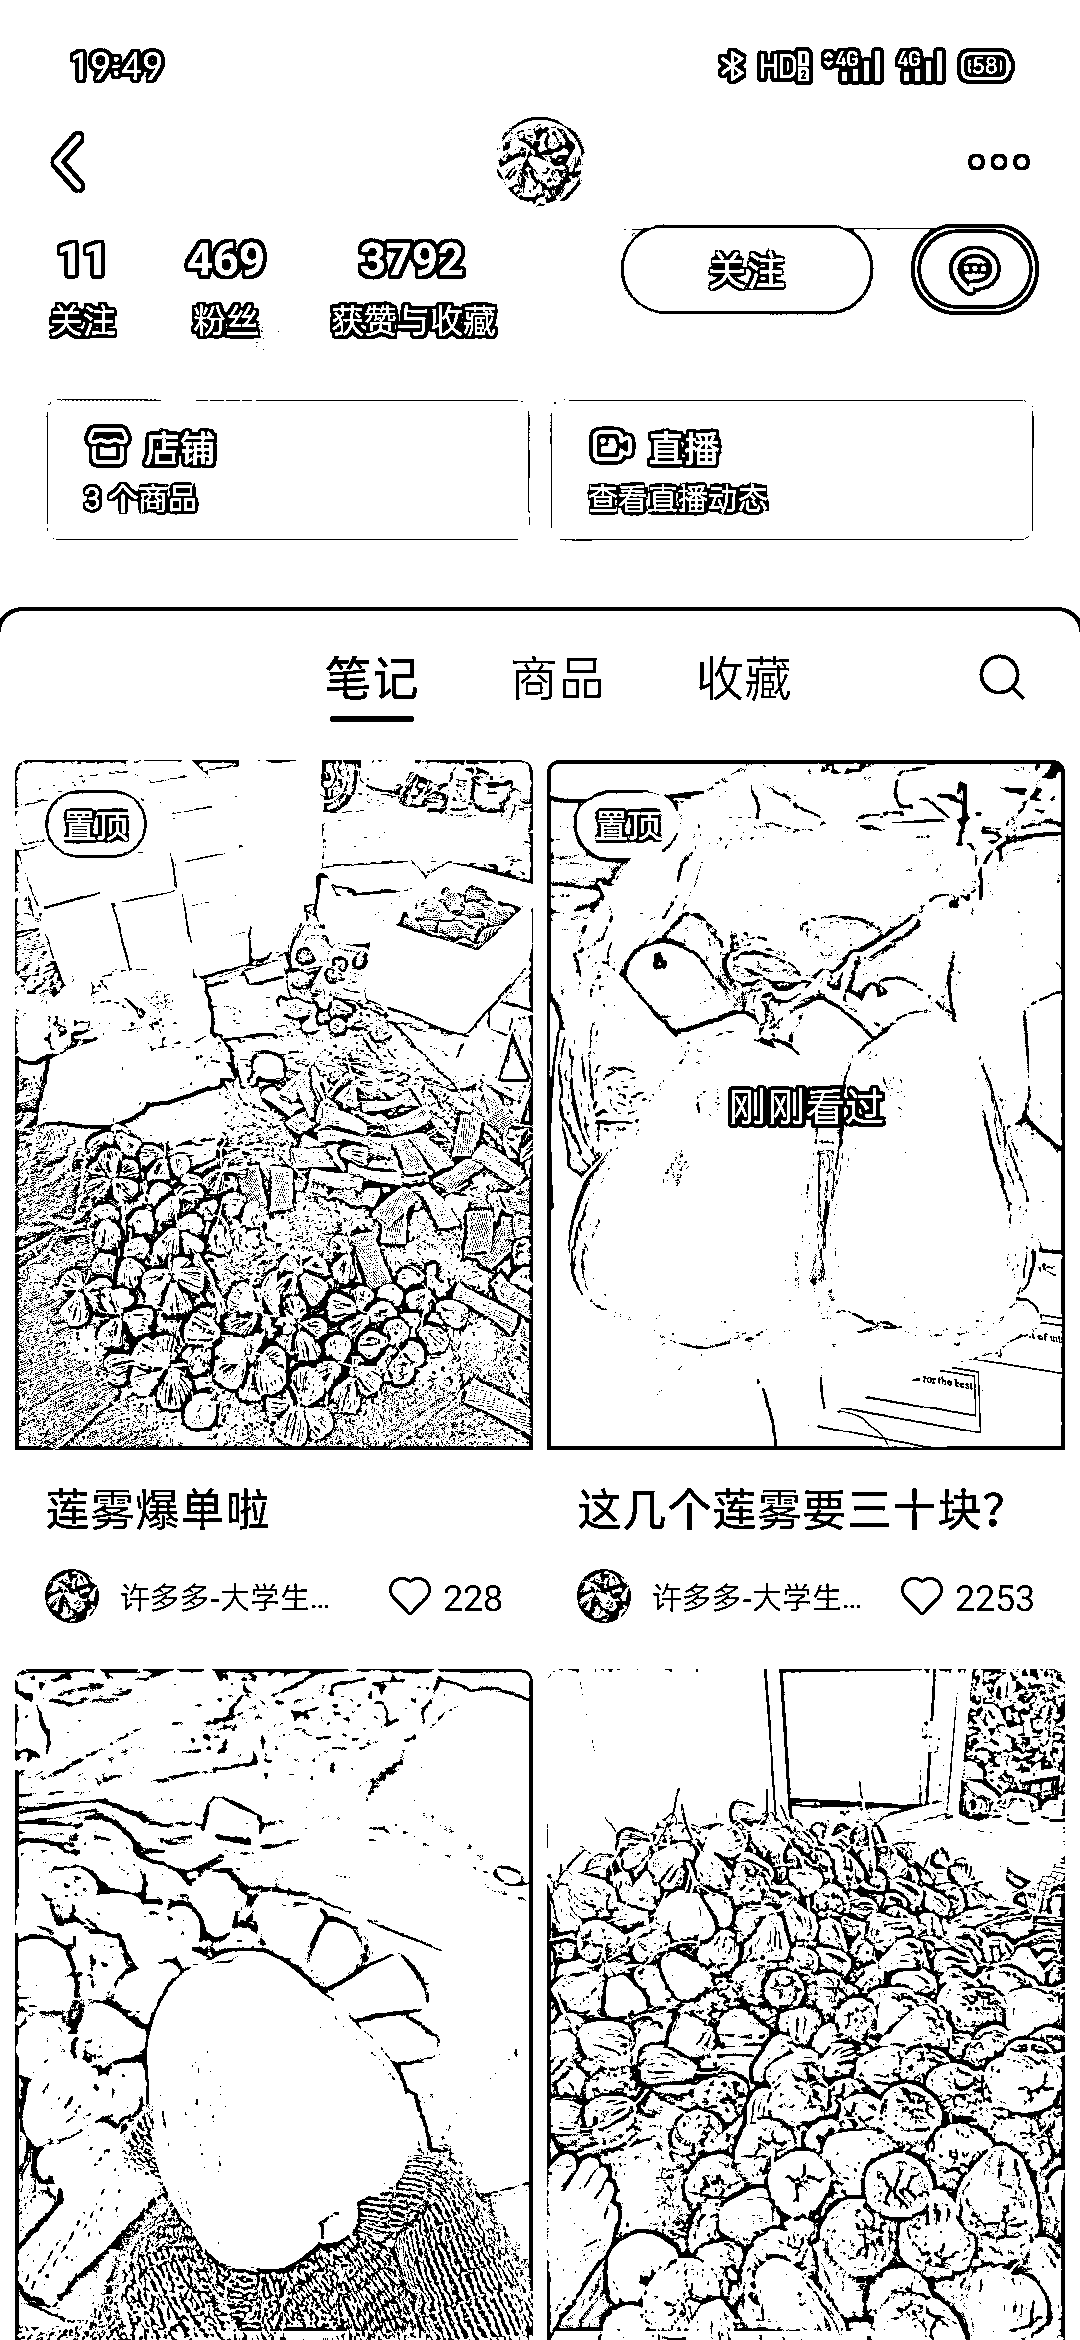 19:49
HD 4G 4G 58
11 469 3792
关注 粉丝 获赞与收藏
关注
店铺
3 个商品
直播
查看直播动态
笔记 商品 收藏
置顶
置顶
刚刚看过
for the best
莲雾爆单啦
许多多-大学生...
228
这几个莲雾要三十块?
许多多-大学生...
2253